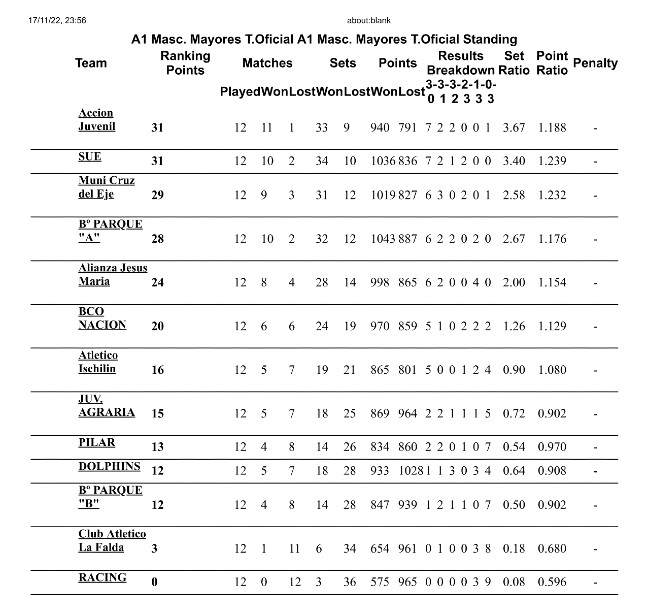 17/11/22, 23:56 about:blank
A1 Masc. Mayores T.Oficial A1 Masc. Mayores T.Oficial Standing
Team Ranking Points Matches Sets Points Results Breakdown Set Ratio Point Ratio Penalty
Played Won Lost Won Lost Won Lost 3-0 3-1 3-2 2-3 1-3 0-3
Accion Juvenil 31 12 11 1 33 9 940 791 7 2 2 0 0 1 3.67 1.188 -
SUE 31 12 10 2 34 10 1036 836 7 2 1 2 0 0 3.40 1.239 -
Muni Cruz del Eje 29 12 9 3 31 12 1019 827 6 3 0 2 0 1 2.58 1.232 -
Bº PARQUE "A" 28 12 10 2 32 12 1043 887 6 2 2 0 2 0 2.67 1.176 -
Alianza Jesus Maria 24 12 8 4 28 14 998 865 6 2 0 0 4 0 2.00 1.154 -
BCO NACION 20 12 6 6 24 19 970 859 5 1 0 2 2 2 1.26 1.129 -
Atletico Ischilin 16 12 5 7 19 21 865 801 5 0 0 1 2 4 0.90 1.080 -
JUV. AGRARIA 15 12 5 7 18 25 869 964 2 2 1 1 1 5 0.72 0.902 -
PILAR 13 12 4 8 14 26 834 860 2 2 0 1 0 7 0.54 0.970 -
DOLPHINS 12 12 5 7 18 28 933 1028 1 1 3 0 3 4 0.64 0.908 -
Bº PARQUE "B" 12 12 4 8 14 28 847 939 1 2 1 1 0 7 0.50 0.902 -
Club Atletico La Falda 3 12 1 11 6 34 654 961 0 1 0 0 3 8 0.18 0.680 -
RACING 0 12 0 12 3 36 575 965 0 0 0 0 3 9 0.08 0.596 -